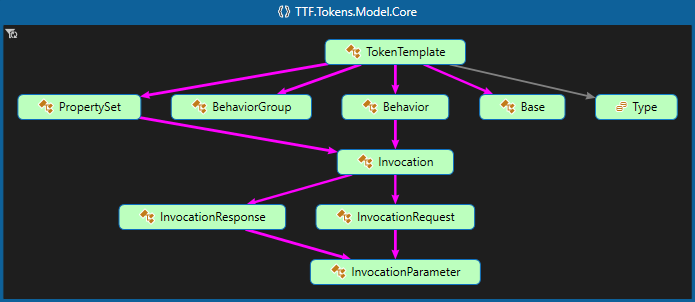 TTF.Tokens.Model.Core
TokenTemplate
PropertySet
BehaviorGroup
Behavior
Base
Type
Invocation
InvocationResponse
InvocationRequest
InvocationParameter